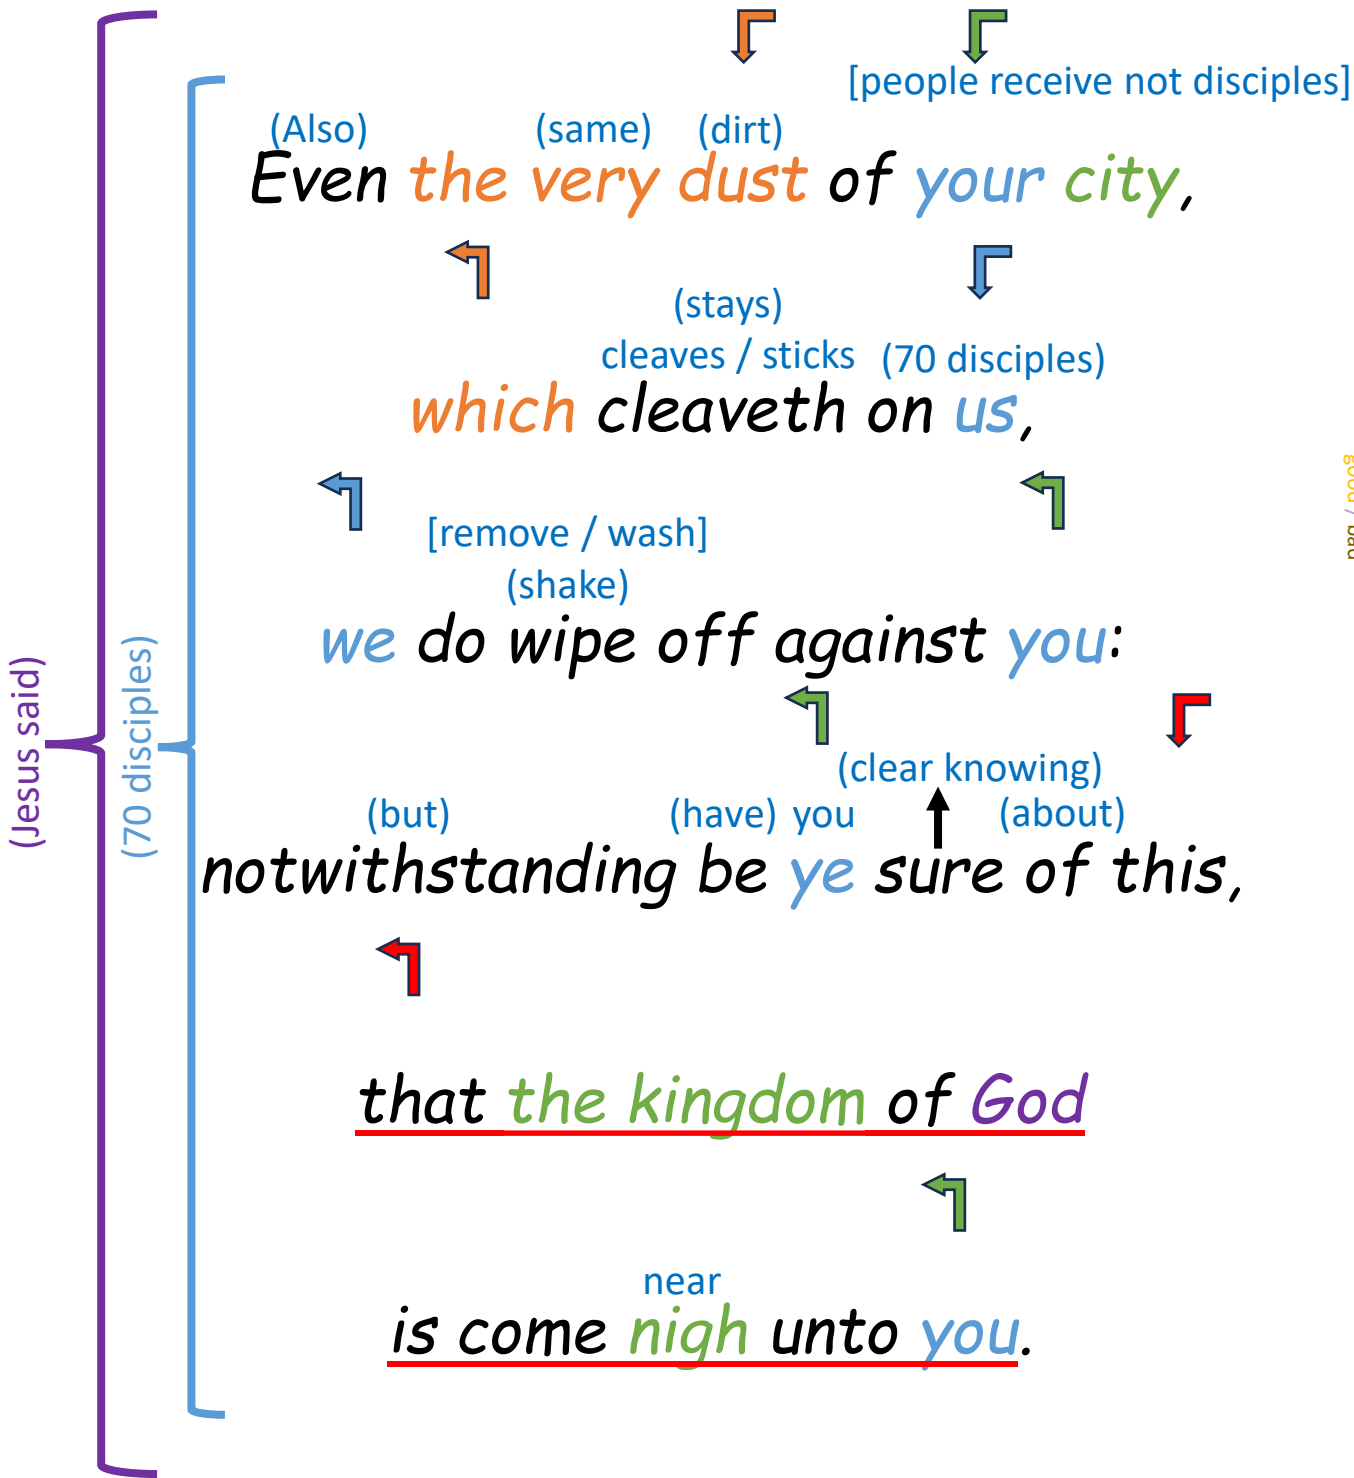 [people receive not disciples]
(Also) (same) (dirt)
Even the very dust of your city,
(stays)
cleaves / sticks (70 disciples)
which cleaveth on us,
[remove / wash]
(shake)
we do wipe off against you:
(clear knowing)
(but) (have) you (about)
notwithstanding be ye sure of this,
that the kingdom of God
near
is come nigh unto you.
(Jesus said)
(70 disciples)
good / bad